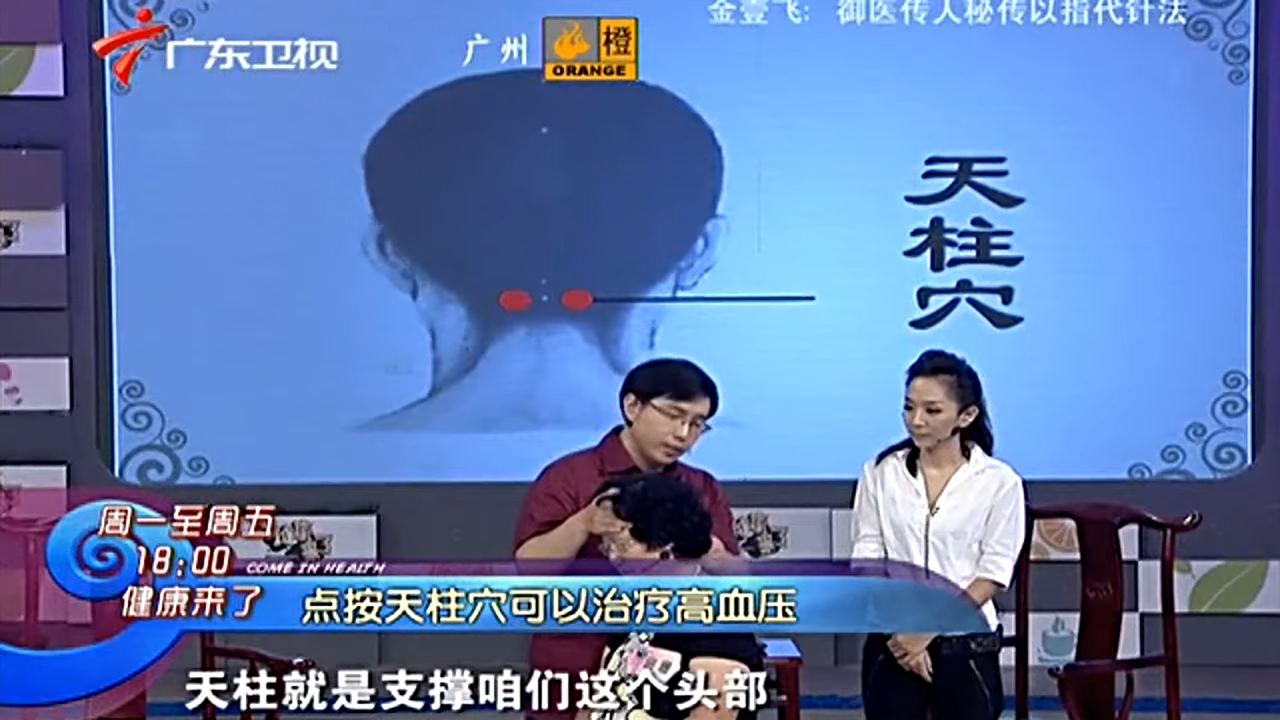 金壹飞：御医传人秘传以指代针法
广东卫视
广州
橙
ORANGE
天柱穴
周一至周五
18:00
COME IN HEALTH
健康来了
点按天柱穴可以治疗高血压
天柱就是支撑咱们这个头部